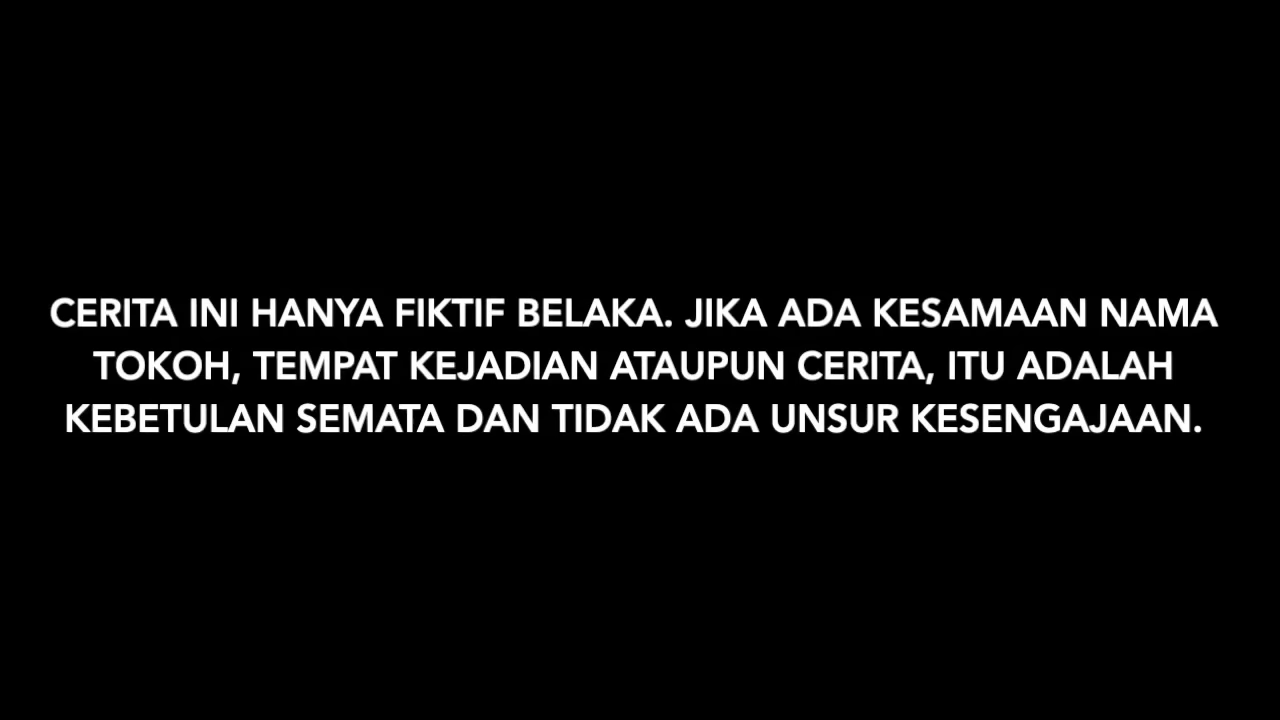 CERITA INI HANYA FIKTIF BELAKA. JIKA ADA KESAMAAN NAMA
TOKOH, TEMPAT KEJADIAN ATAUPUN CERITA, ITU ADALAH
KEBETULAN SEMATA DAN TIDAK ADA UNSUR KESENGAJAAN.